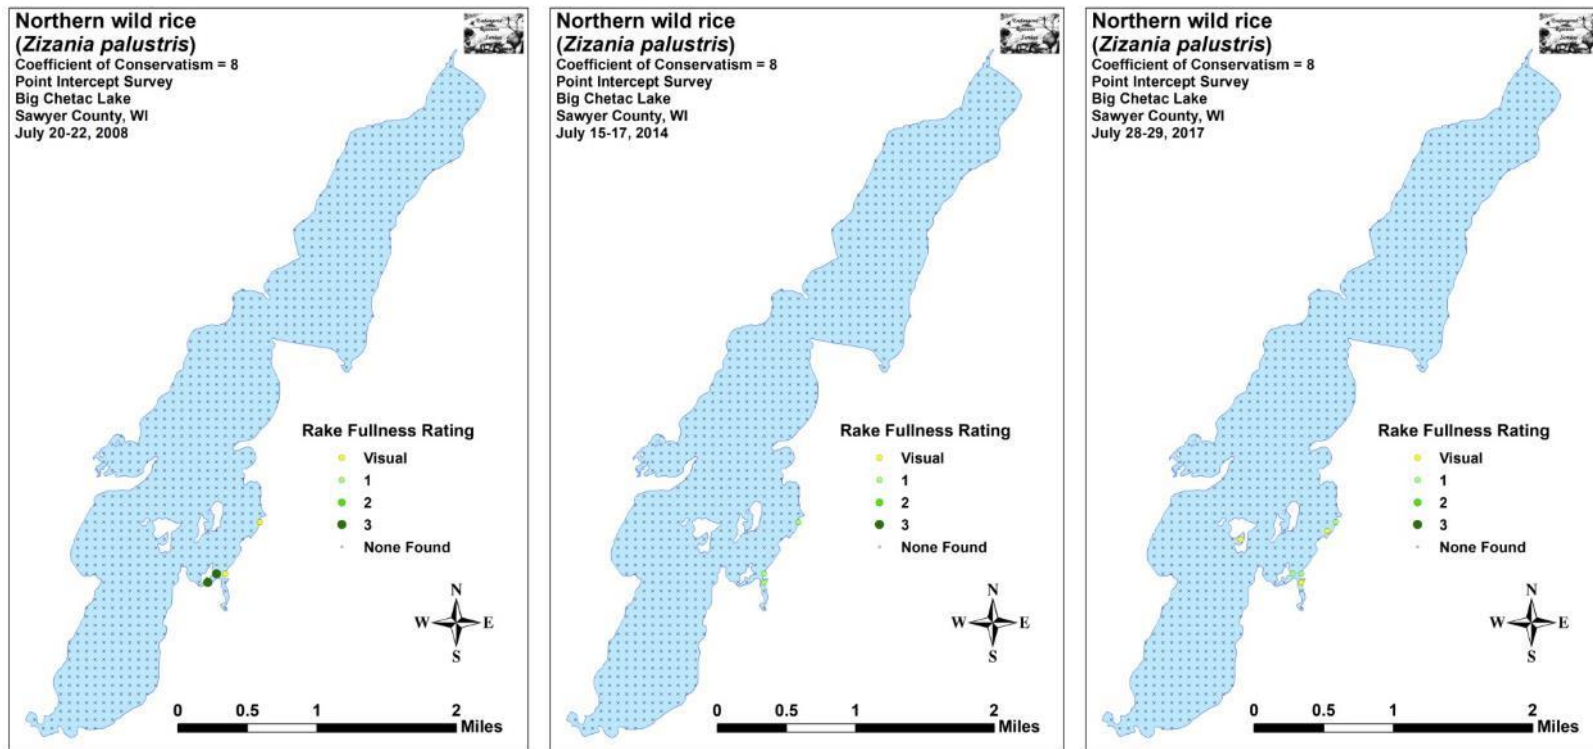 Northern wild rice
(Zizania palustris)
Coefficient of Conservatism = 8
Point Intercept Survey
Big Chetac Lake
Sawyer County, WI
July 20-22, 2008
Rake Fullness Rating
Visual
1
2
3
None Found
N
W E
S
0 0.5 1 2
Miles
Northern wild rice
(Zizania palustris)
Coefficient of Conservatism = 8
Point Intercept Survey
Big Chetac Lake
Sawyer County, WI
July 15-17, 2014
Rake Fullness Rating
Visual
1
2
3
None Found
N
W E
S
0 0.5 1 2
Miles
Northern wild rice
(Zizania palustris)
Coefficient of Conservatism = 8
Point Intercept Survey
Big Chetac Lake
Sawyer County, WI
July 28-29, 2017
Rake Fullness Rating
Visual
1
2
3
None Found
N
W E
S
0 0.5 1 2
Miles